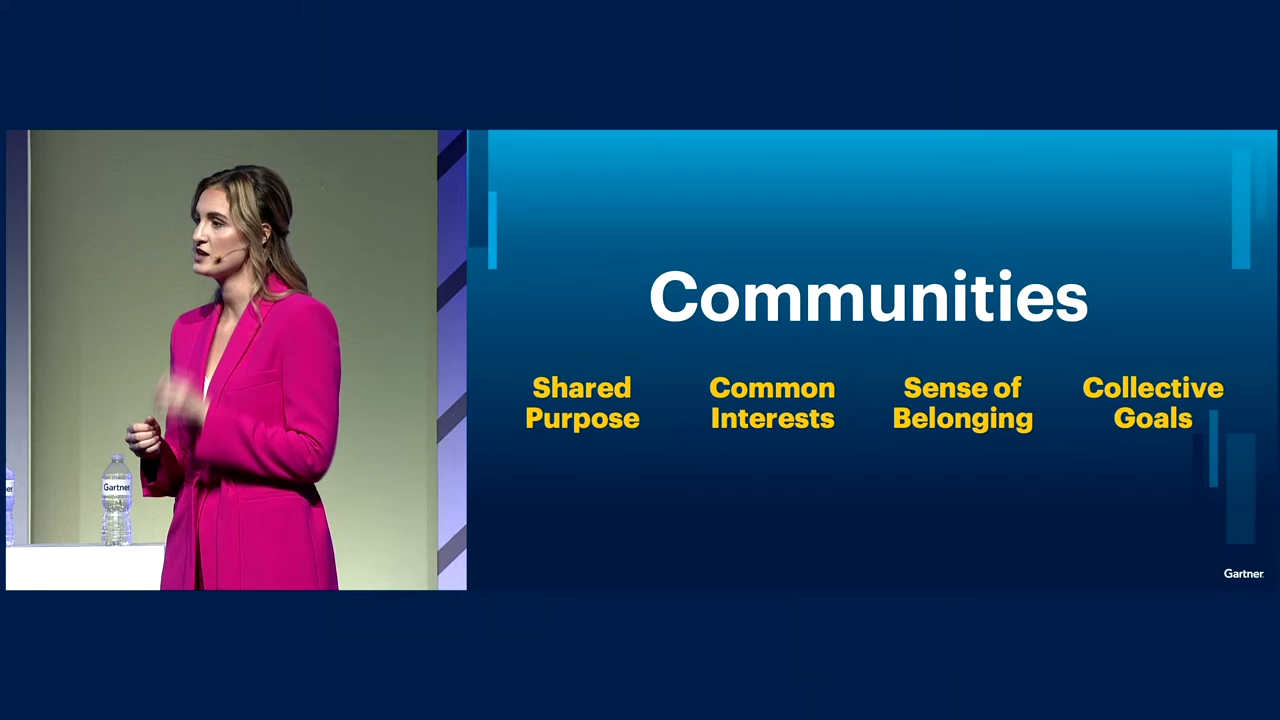 Communities
Shared
Purpose
Common
Interests
Sense of
Belonging
Collective
Goals
Gartner
Gartner